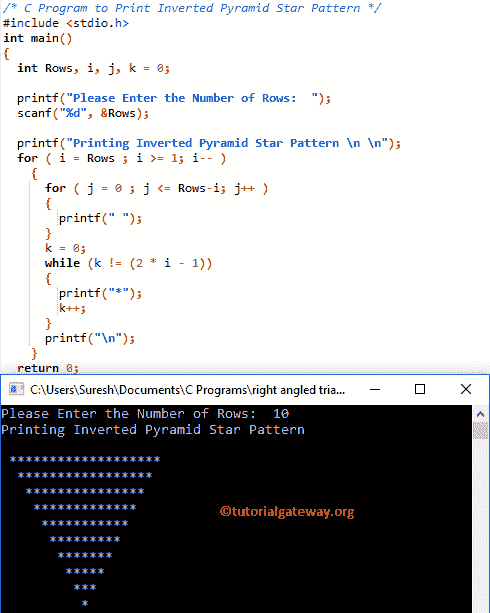 /* C Program to Print Inverted Pyramid Star Pattern */
#include <stdio.h>
int main()
{
  int Rows, i, j, k = 0;

  printf("Please Enter the Number of Rows:  ");
  scanf("%d", &Rows);

  printf("Printing Inverted Pyramid Star Pattern \n \n");
  for ( i = Rows ; i >= 1; i-- )
    {
      for ( j = 0 ; j <= Rows-i; j++ )
      {
        printf(" ");
      }
      k = 0;
      while (k != (2 * i - 1))
      {
        printf("*");
        k++;
      }
      printf("\n");
    }
  return 0;
C:\Users\Suresh\Documents\C Programs\right angled tria...
Please Enter the Number of Rows:  10
Printing Inverted Pyramid Star Pattern

 *******************
  *****************
   ***************
    *************
     ***********
      *********
       *******
        *****
         ***
          *
©tutorialgateway.org